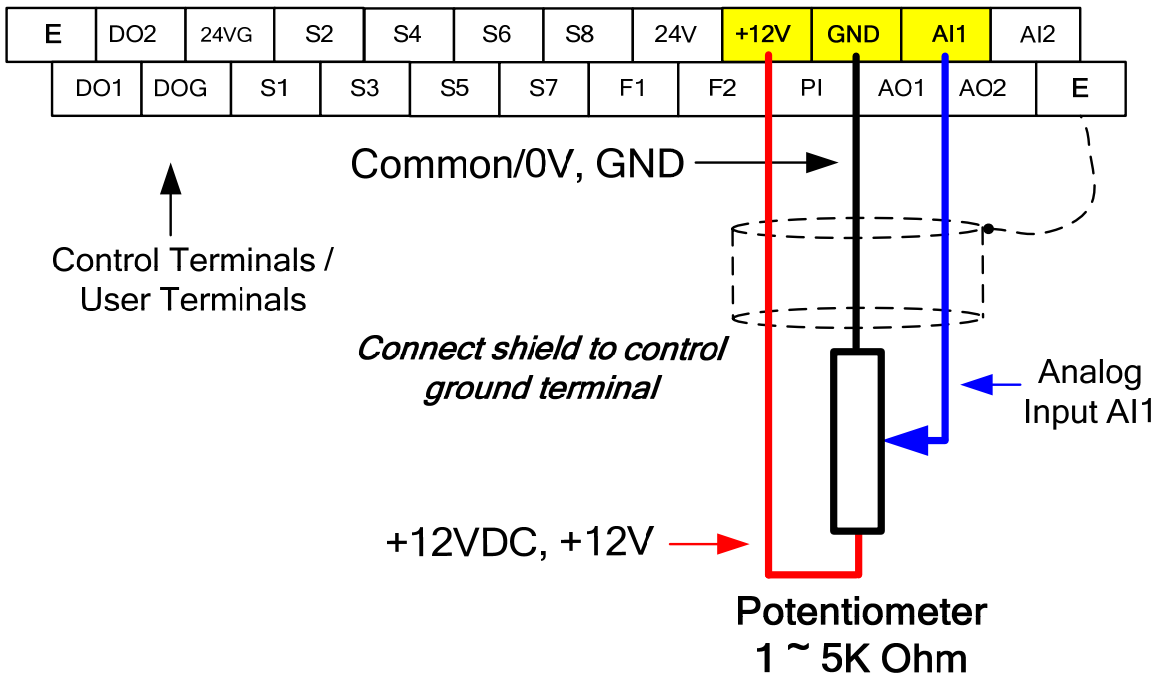 E DO2 24VG S2 S4 S6 S8 24V +12V GND AI1 AI2
DO1 DOG S1 S3 S5 S7 F1 F2 PI AO1 AO2 E
Common/0V, GND
Control Terminals /
User Terminals
Connect shield to control
ground terminal
Analog
Input AI1
+12VDC, +12V
Potentiometer
1 ~ 5K Ohm